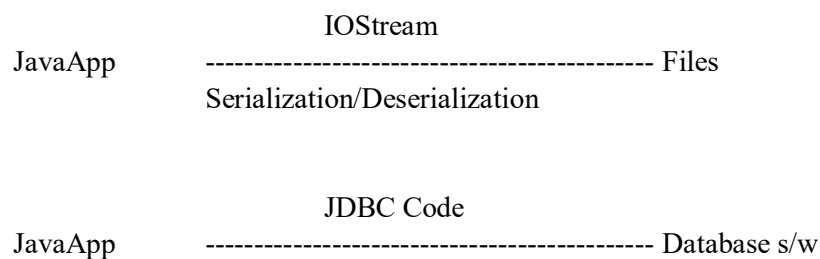 IOStream
JavaApp ---------------------------------------------- Files
Serialization/Deserialization
JDBC Code
JavaApp ---------------------------------------------- Database s/w